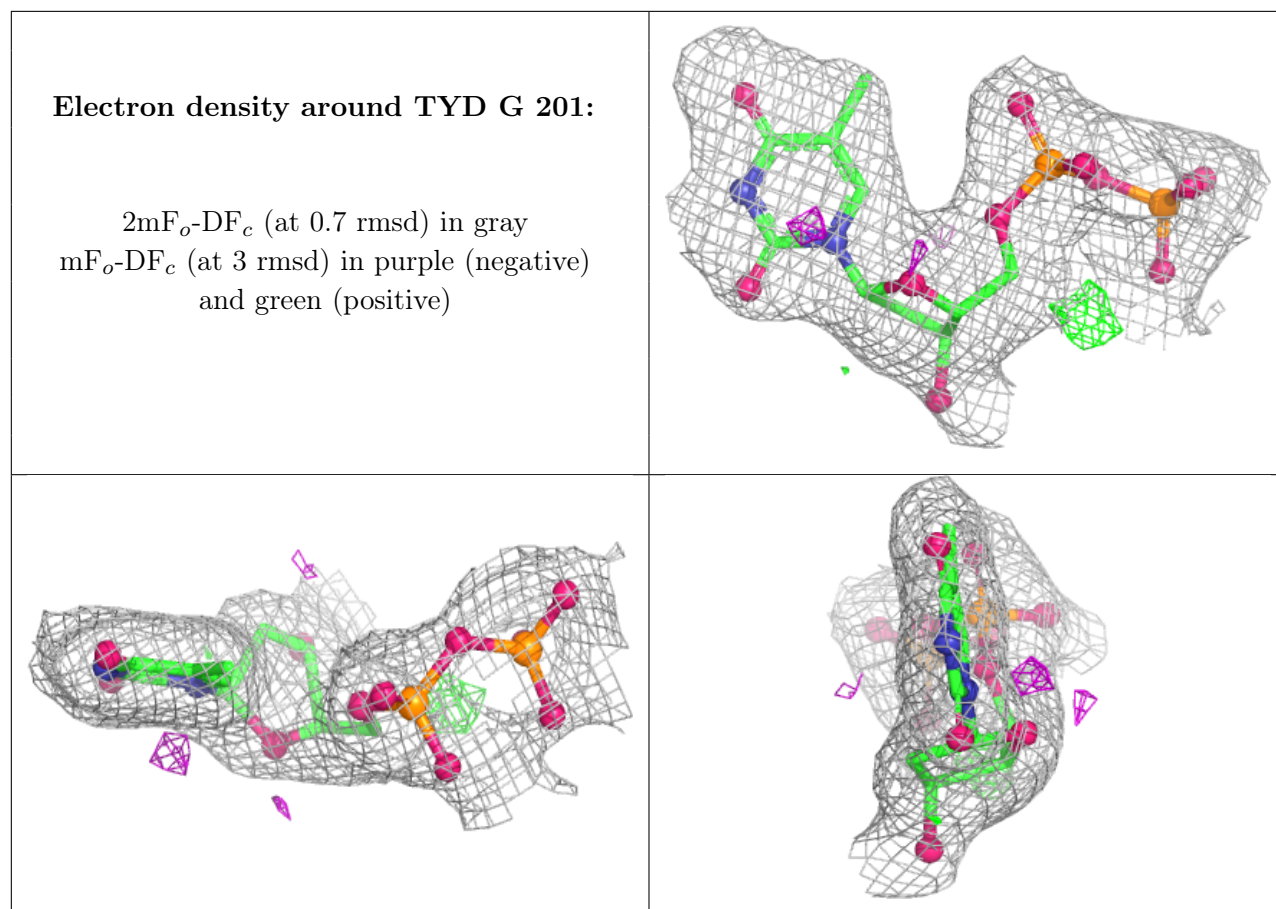 Electron density around TYD G 201:
2mFo-DFc (at 0.7 rmsd) in gray
mFo-DFc (at 3 rmsd) in purple (negative)
and green (positive)